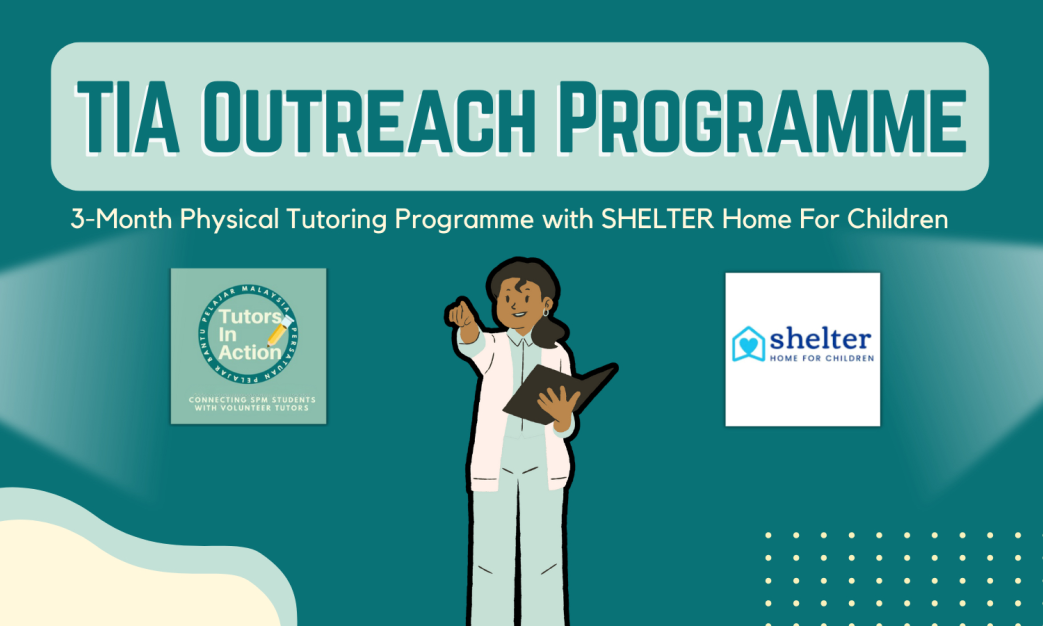 TIA Outreach Programme
3-Month Physical Tutoring Programme with SHELTER Home For Children
PERSATUAN PELAJAR BANTU PELAJAR MALAYSIA
Tutors
In
Action
CONNECTING SPM STUDENTS
WITH VOLUNTEER TUTORS
shelter
HOME FOR CHILDREN